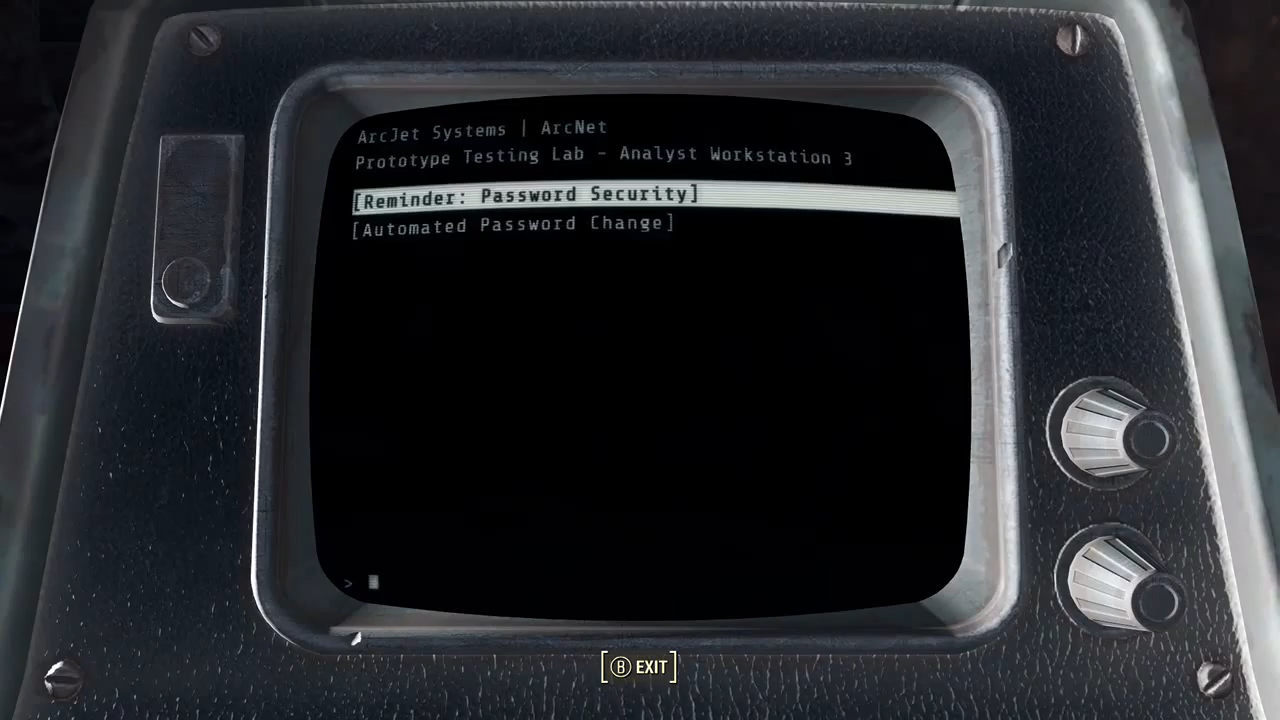 ArcJet Systems | ArcNet
Prototype Testing Lab - Analyst Workstation 3
[Reminder: Password Security]
[Automated Password Change]
>
[Ⓑ EXIT]